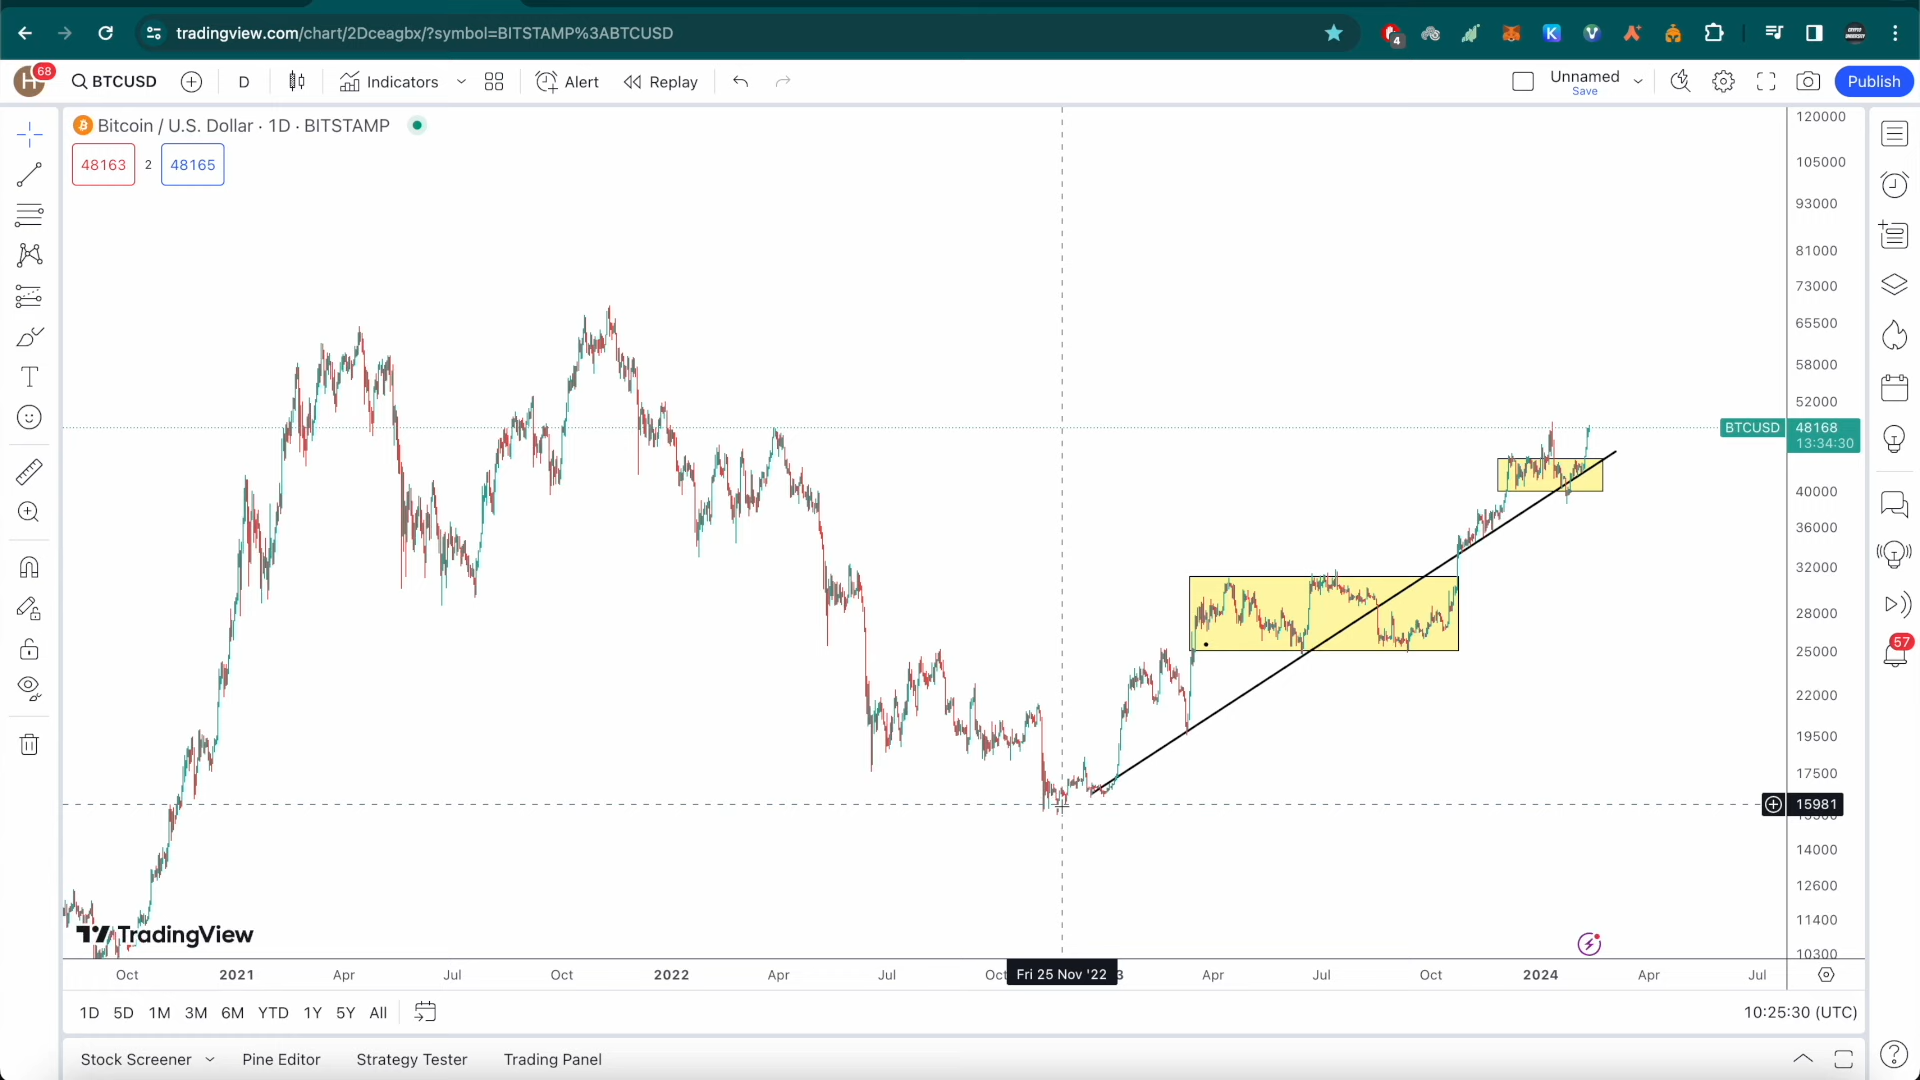 tradingview.com/chart/2Dceagbx/?symbol=BITSTAMP%3ABTCUSD
4
H 68 BTCUSD D Indicators Alert Replay Unnamed Save Publish
Bitcoin / U.S. Dollar · 1D · BITSTAMP
48163 2 48165
120000
105000
93000
81000
73000
65500
58000
52000
BTCUSD 48168
13:34:30
40000
36000
32000
28000
25000
22000
19500
17500
15981
14000
12600
11400
10300
57
TradingView
Oct 2021 Apr Jul Oct 2022 Apr Jul Oct Fri 25 Nov '22 Apr Jul Oct 2024 Apr Jul
1D 5D 1M 3M 6M YTD 1Y 5Y All 10:25:30 (UTC)
Stock Screener Pine Editor Strategy Tester Trading Panel